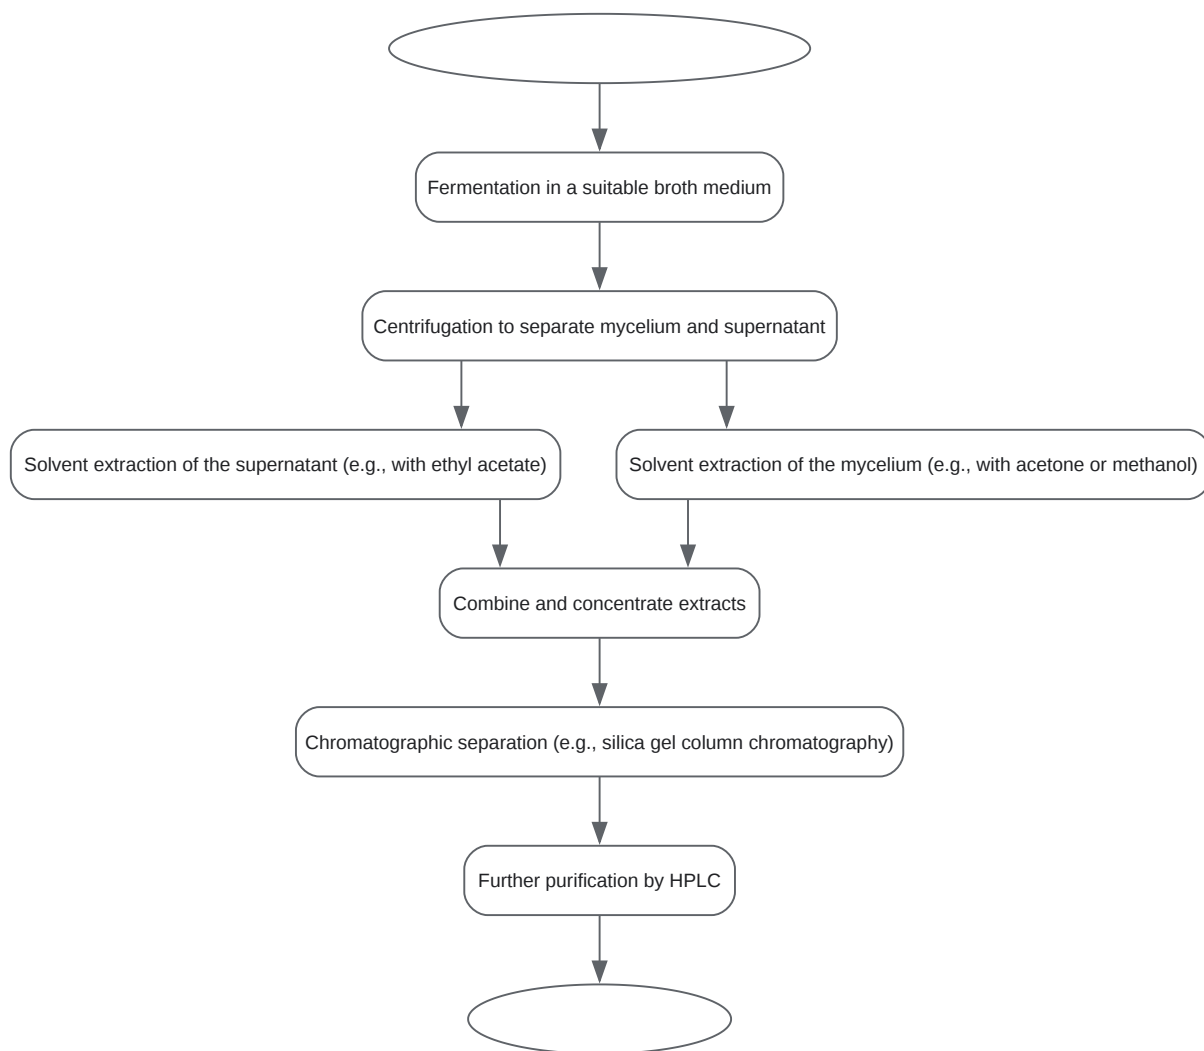 Fermentation in a suitable broth medium
Centrifugation to separate mycelium and supernatant
Solvent extraction of the supernatant (e.g., with ethyl acetate)
Solvent extraction of the mycelium (e.g., with acetone or methanol)
Combine and concentrate extracts
Chromatographic separation (e.g., silica gel column chromatography)
Further purification by HPLC